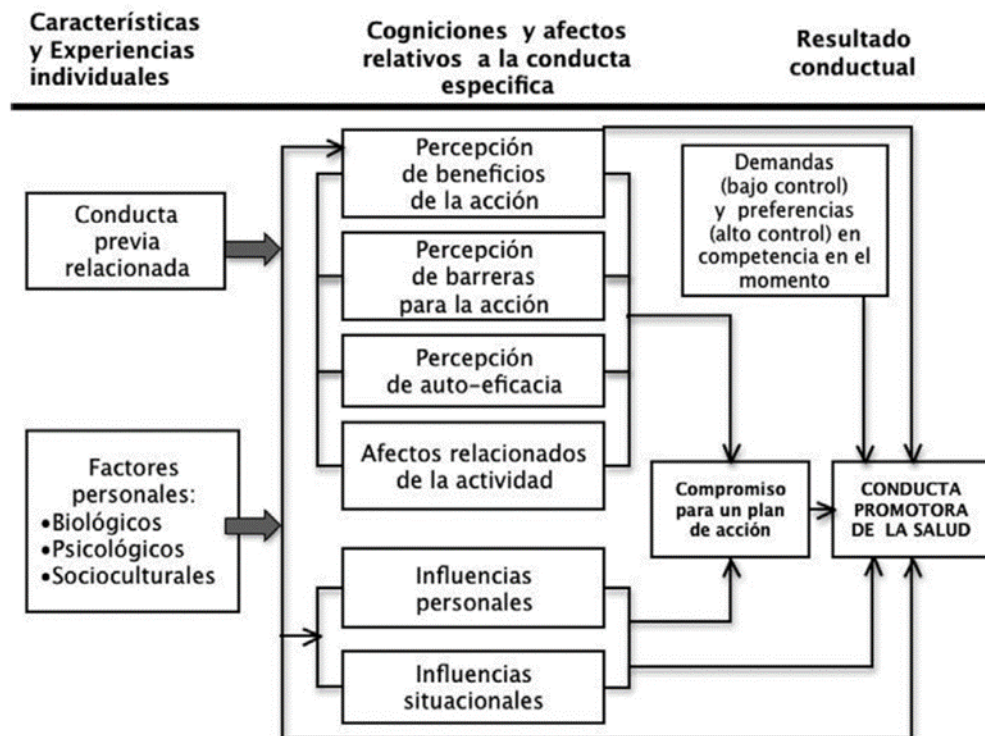 Características
y Experiencias
individuales
Cogniciones y afectos
relativos a la conducta
especifica
Resultado
conductual
Conducta
previa
relacionada
Factores
personales:
•Biológicos
•Psicológicos
•Socioculturales
Percepción
de beneficios
de la acción
Percepción
de barreras
para la acción
Percepción
de auto-eficacia
Afectos relacionados
de la actividad
Influencias
personales
Influencias
situacionales
Demandas
(bajo control)
y preferencias
(alto control) en
competencia en el
momento
Compromiso
para un plan
de acción
CONDUCTA
PROMOTORA
DE LA SALUD